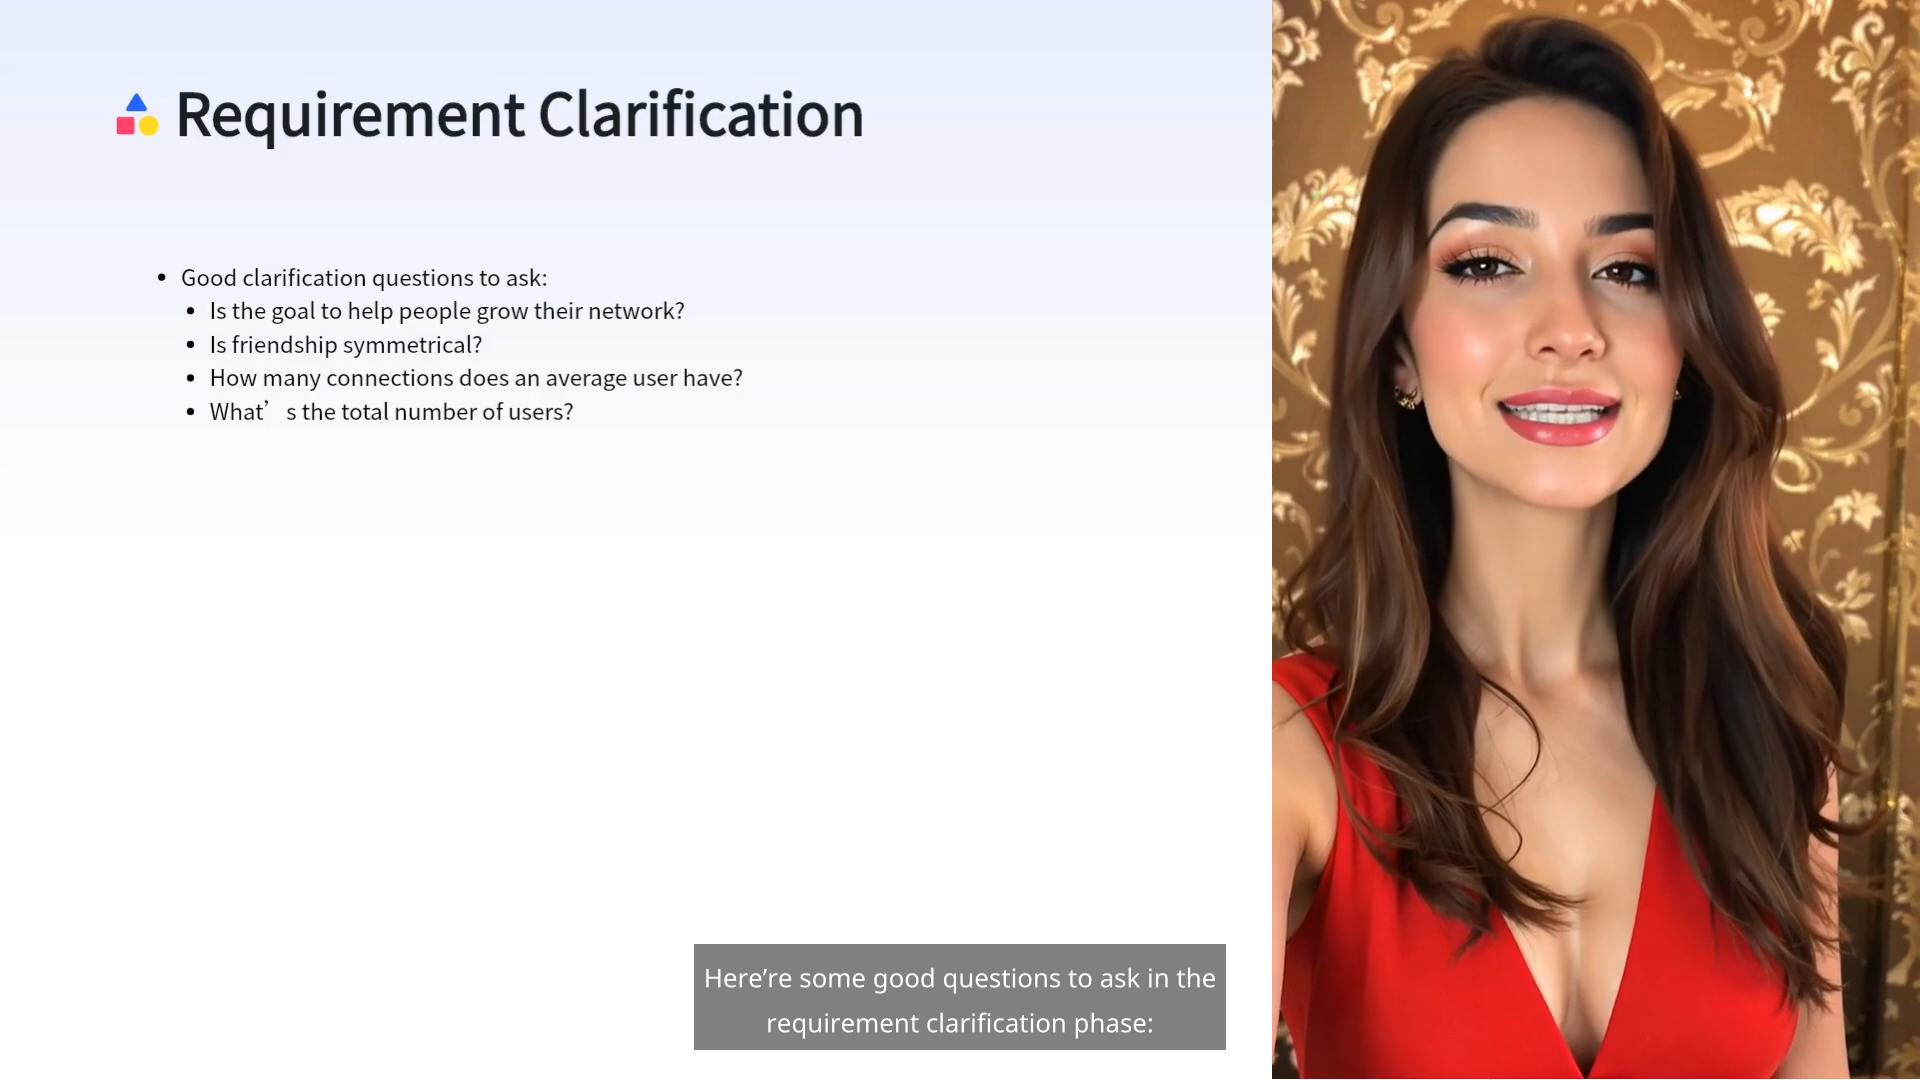 Requirement Clarification
• Good clarification questions to ask:
• Is the goal to help people grow their network?
• Is friendship symmetrical?
• How many connections does an average user have?
• What’s the total number of users?
Here’re some good questions to ask in the
requirement clarification phase: